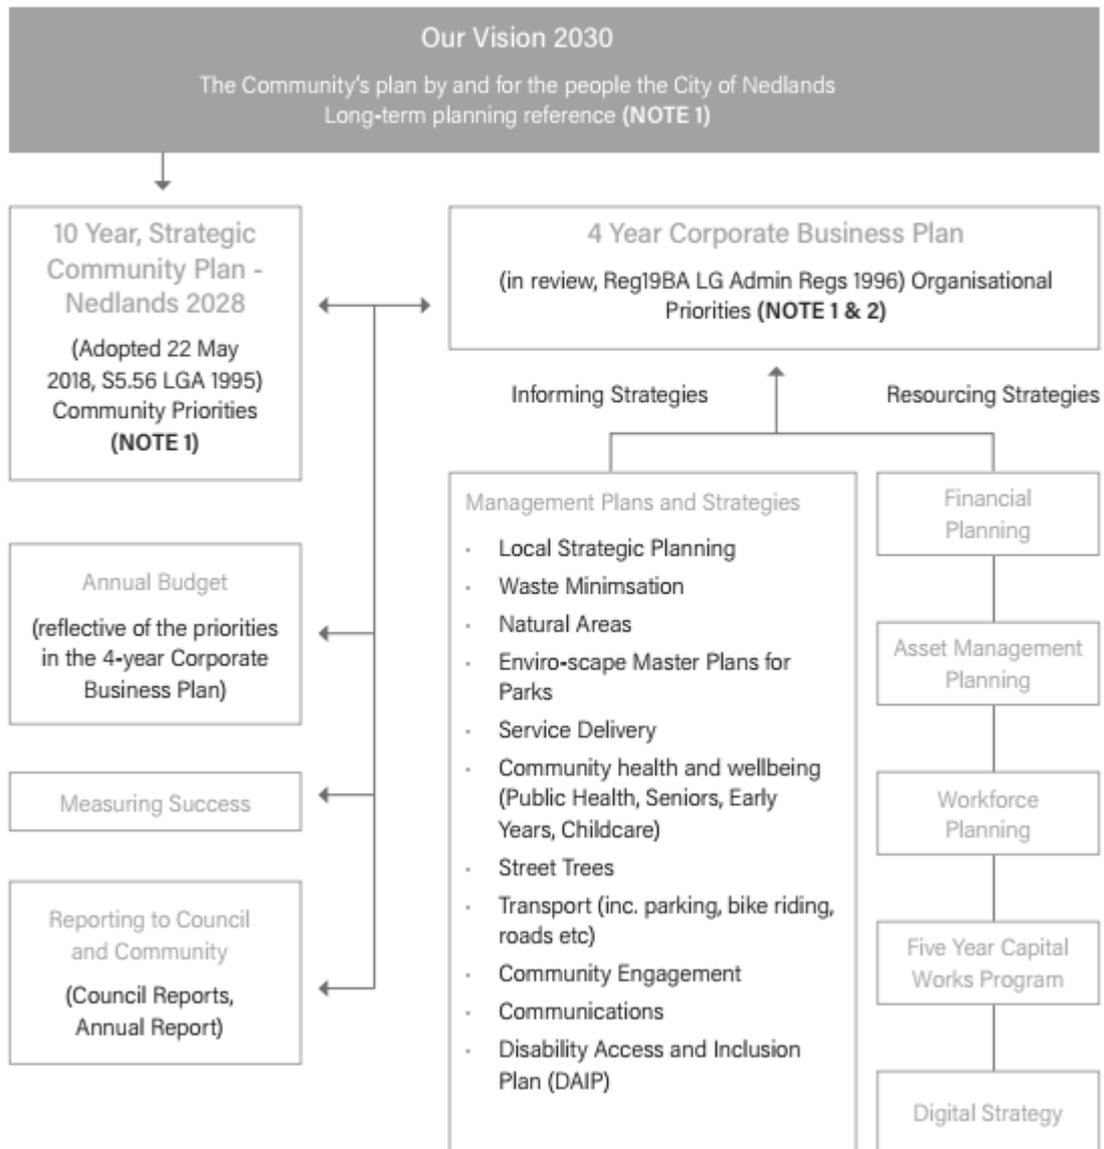 Our Vision 2030
The Community's plan by and for the people the City of Nedlands
Long-term planning reference (NOTE 1)
10 Year, Strategic
Community Plan -
Nedlands 2028
(Adopted 22 May
2018, S5.56 LGA 1995)
Community Priorities
(NOTE 1)
4 Year Corporate Business Plan
(in review, Reg19BA LG Admin Regs 1996) Organisational
Priorities (NOTE 1 & 2)
Informing Strategies
Resourcing Strategies
Annual Budget
(reflective of the priorities
in the 4-year Corporate
Business Plan)
Measuring Success
Reporting to Council
and Community
(Council Reports,
Annual Report)
Management Plans and Strategies
· Local Strategic Planning
· Waste Minimsation
· Natural Areas
· Enviro-scape Master Plans for
Parks
· Service Delivery
· Community health and wellbeing
(Public Health, Seniors, Early
Years, Childcare)
· Street Trees
· Transport (inc. parking, bike riding,
roads etc)
· Community Engagement
· Communications
· Disability Access and Inclusion
Plan (DAIP)
Financial
Planning
Asset Management
Planning
Workforce
Planning
Five Year Capital
Works Program
Digital Strategy